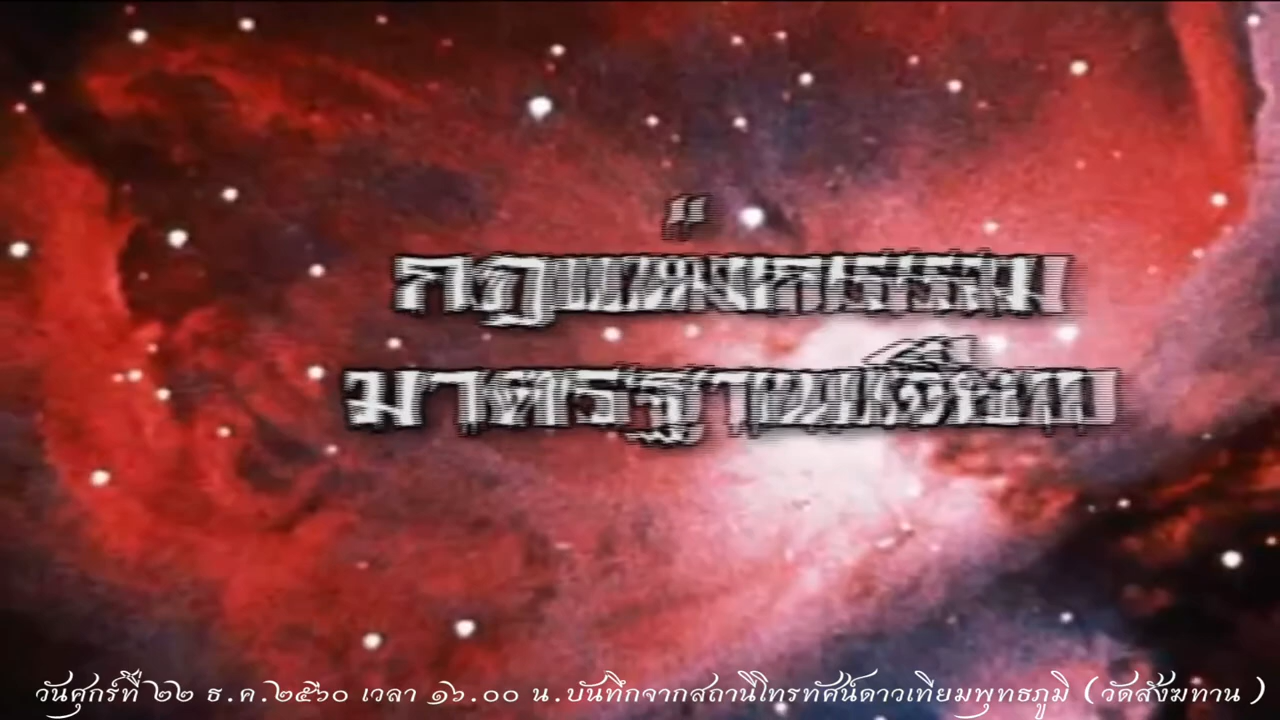 กฎแห่งกรรม
มาตรฐานเดียว
วันศุกร์ที่ ๒๒ ธ.ค.๒๕๖๐ เวลา ๑๖.๐๐ น.บันทึกจากสถานีโทรทัศน์ดาวเทียมพุทธภูมิ (วัดสังฆทาน )